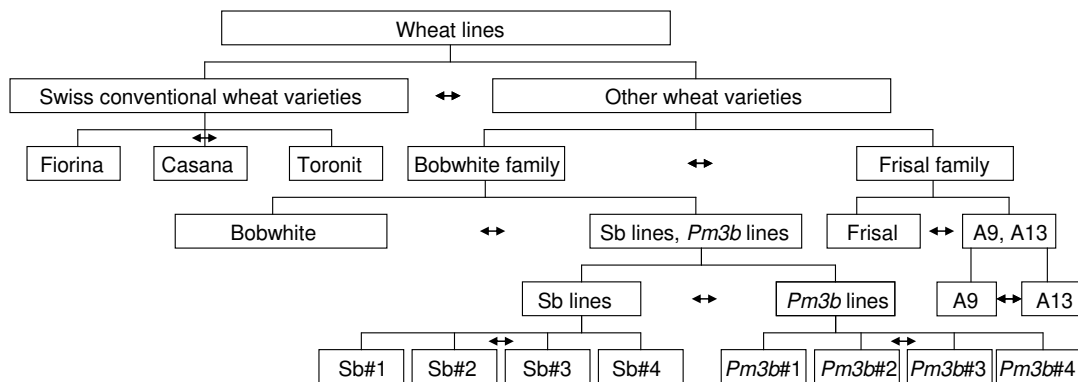 Wheat lines
Swiss conventional wheat varieties
Other wheat varieties
Fiorina
Casana
Toronit
Bobwhite family
Frisal family
Bobwhite
Sb lines, Pm3b lines
Frisal
A9, A13
Sb lines
Pm3b lines
A9
A13
Sb#1
Sb#2
Sb#3
Sb#4
Pm3b#1
Pm3b#2
Pm3b#3
Pm3b#4